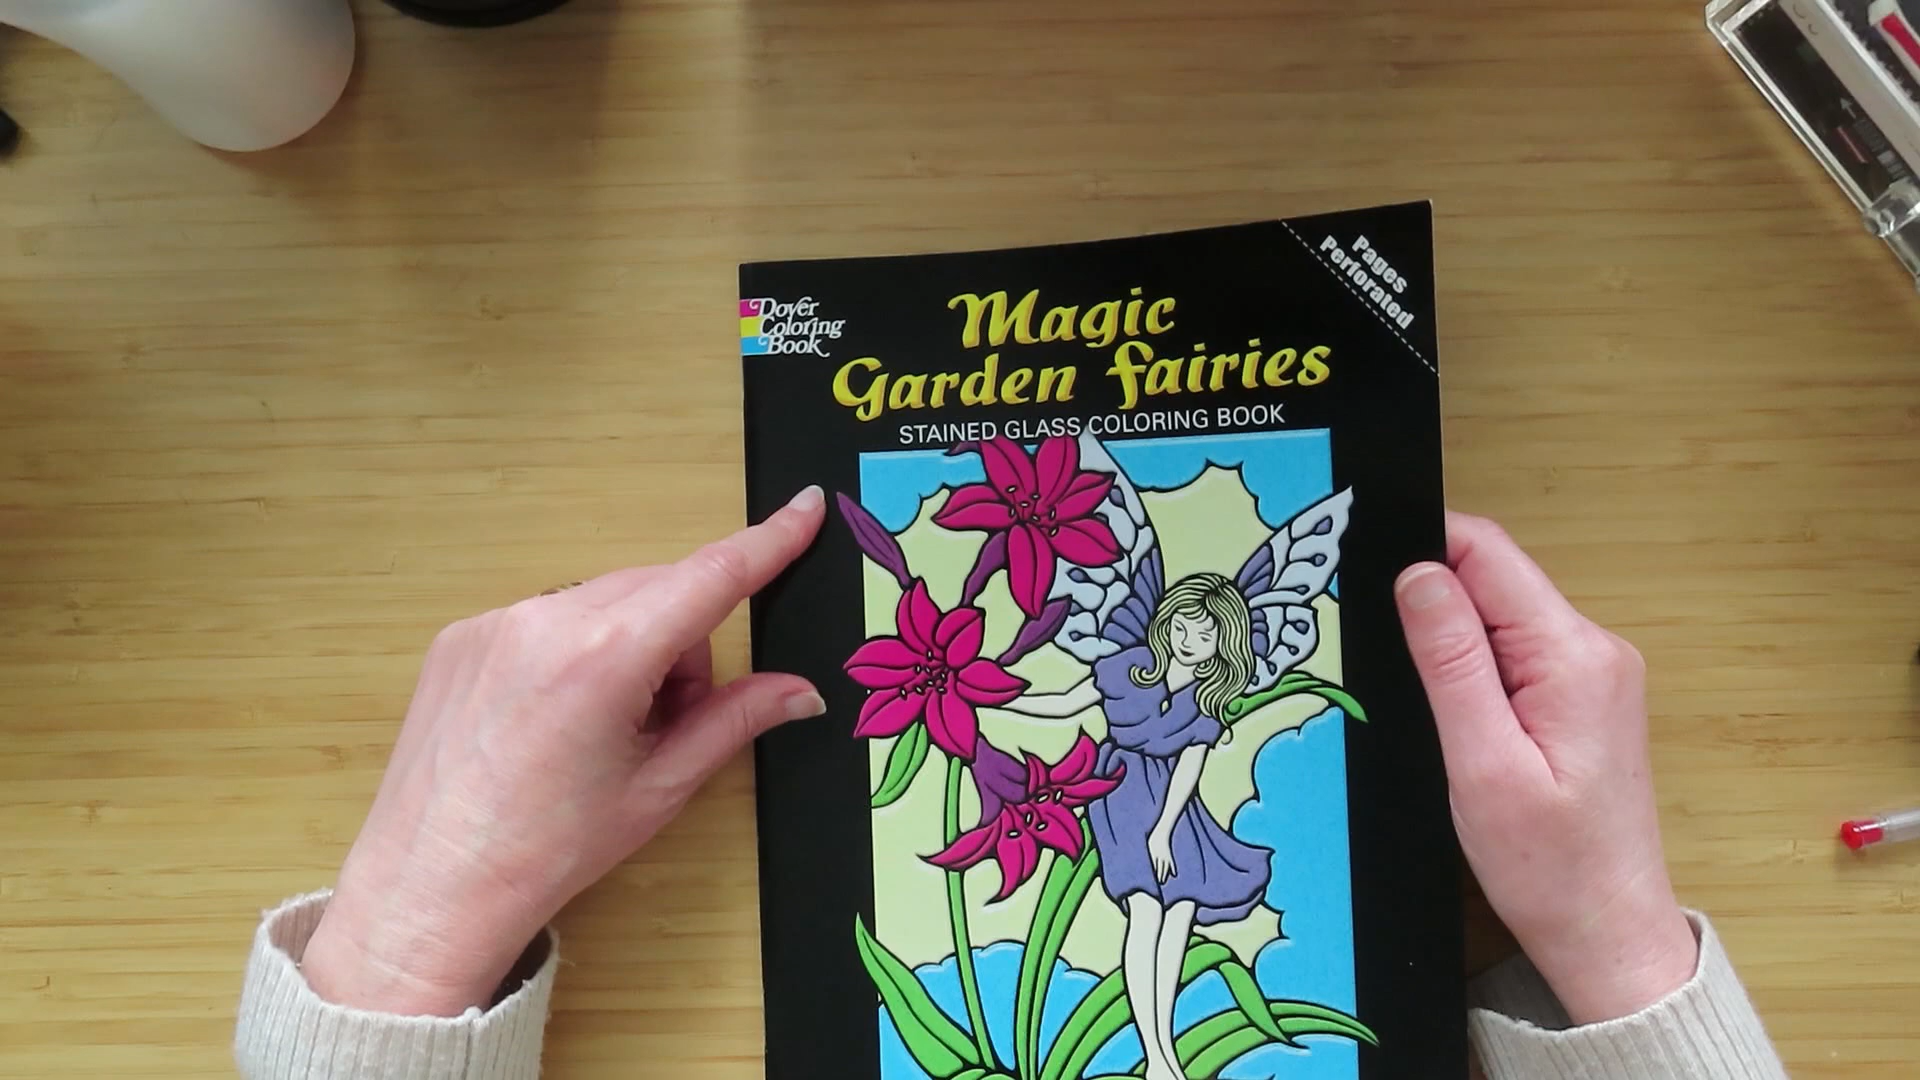 Dover
Coloring
Book
Magic
Garden fairies
STAINED GLASS COLORING BOOK
Pages
Perforated